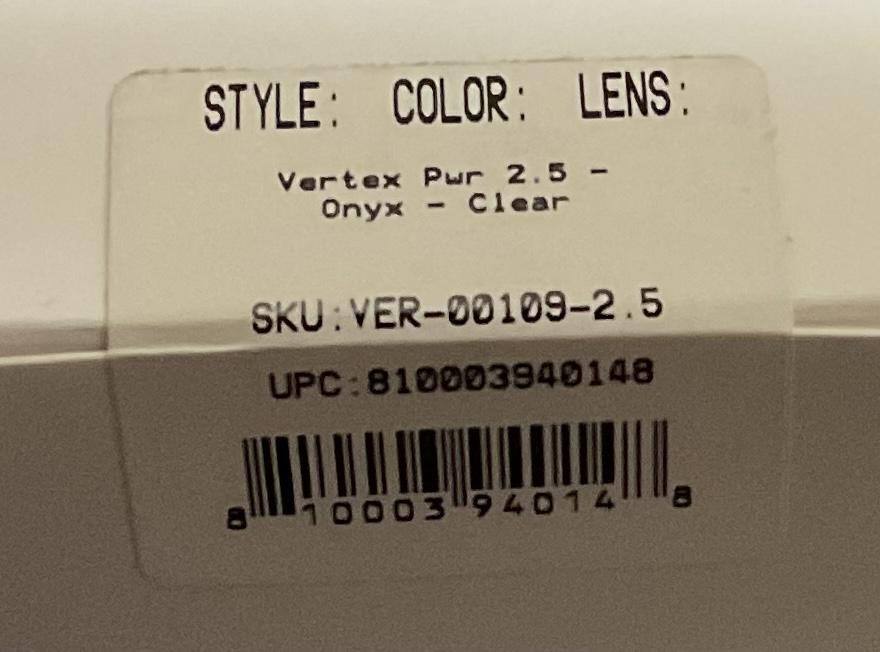 STYLE: COLOR: LENS:
Vertex Pwr 2.5 -
Onyx - Clear
SKU:VER-00109-2.5
UPC:810003940148
8 10003 94014 8